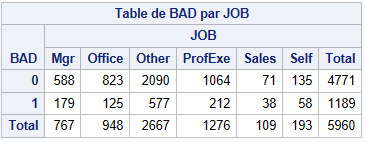 Table de BAD par JOB
JOB
BAD Mgr Office Other ProfExe Sales Self Total
0 588 823 2090 1064 71 135 4771
1 179 125 577 212 38 58 1189
Total 767 948 2667 1276 109 193 5960